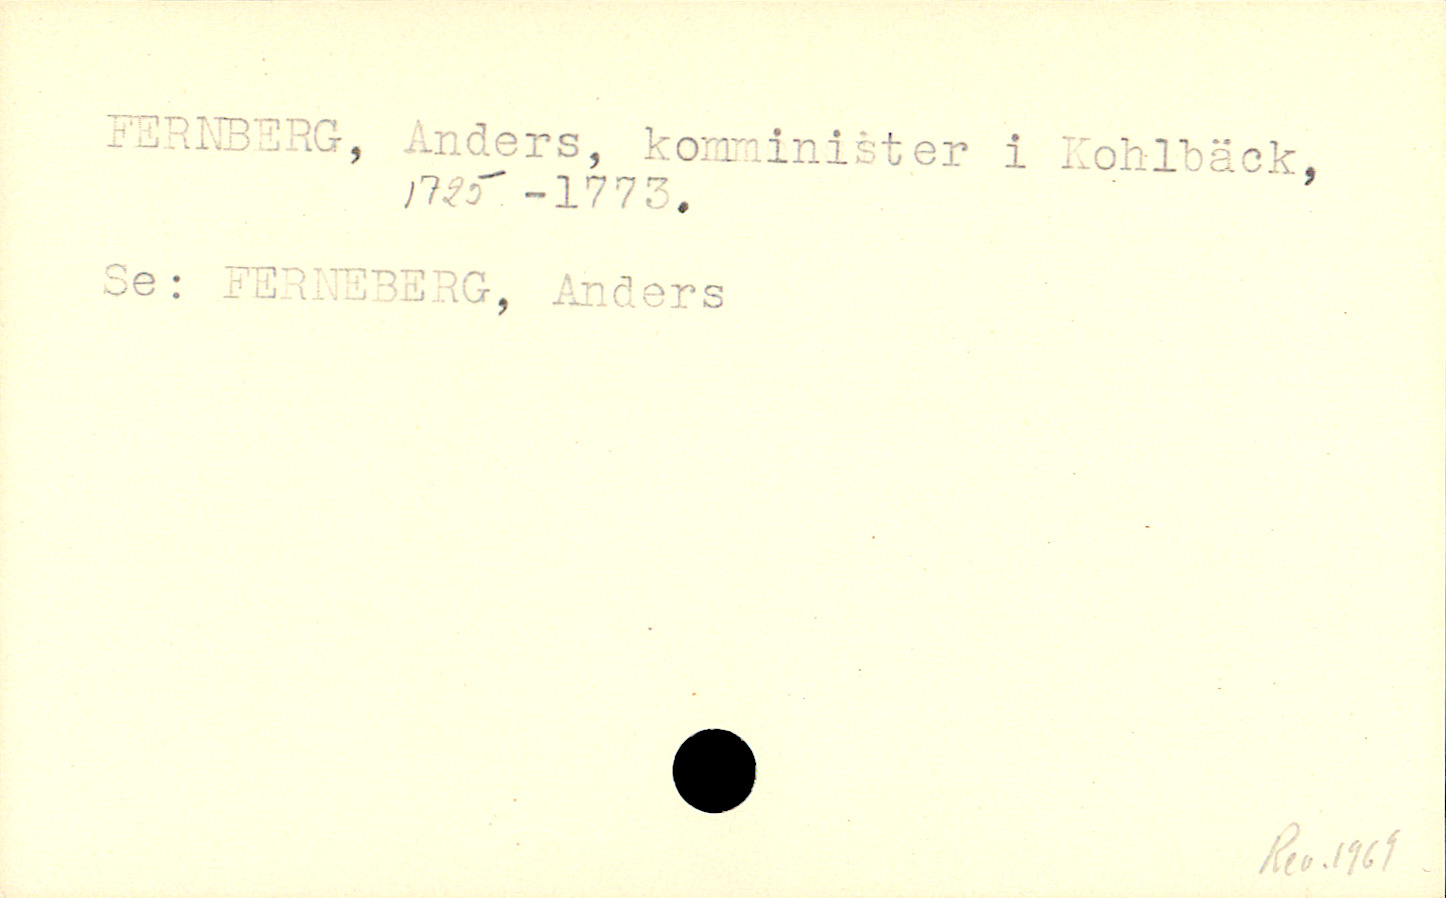 FERNBERG, Anders, komminister i Kohlbäck,
1725 -1773.
Se: FERNEBERG, Anders
Rev. 1969